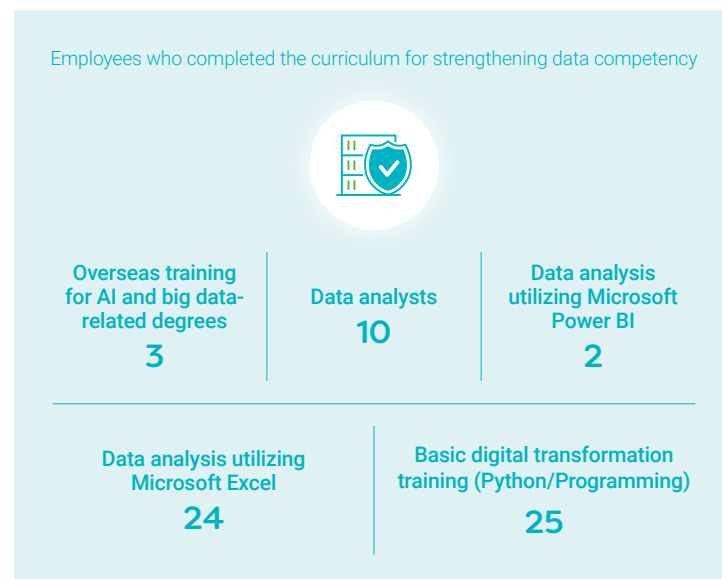 Employees who completed the curriculum for strengthening data competency
Overseas training
for AI and big data-
related degrees
3
Data analysts
10
Data analysis
utilizing Microsoft
Power BI
2
Data analysis utilizing
Microsoft Excel
24
Basic digital transformation
training (Python/Programming)
25